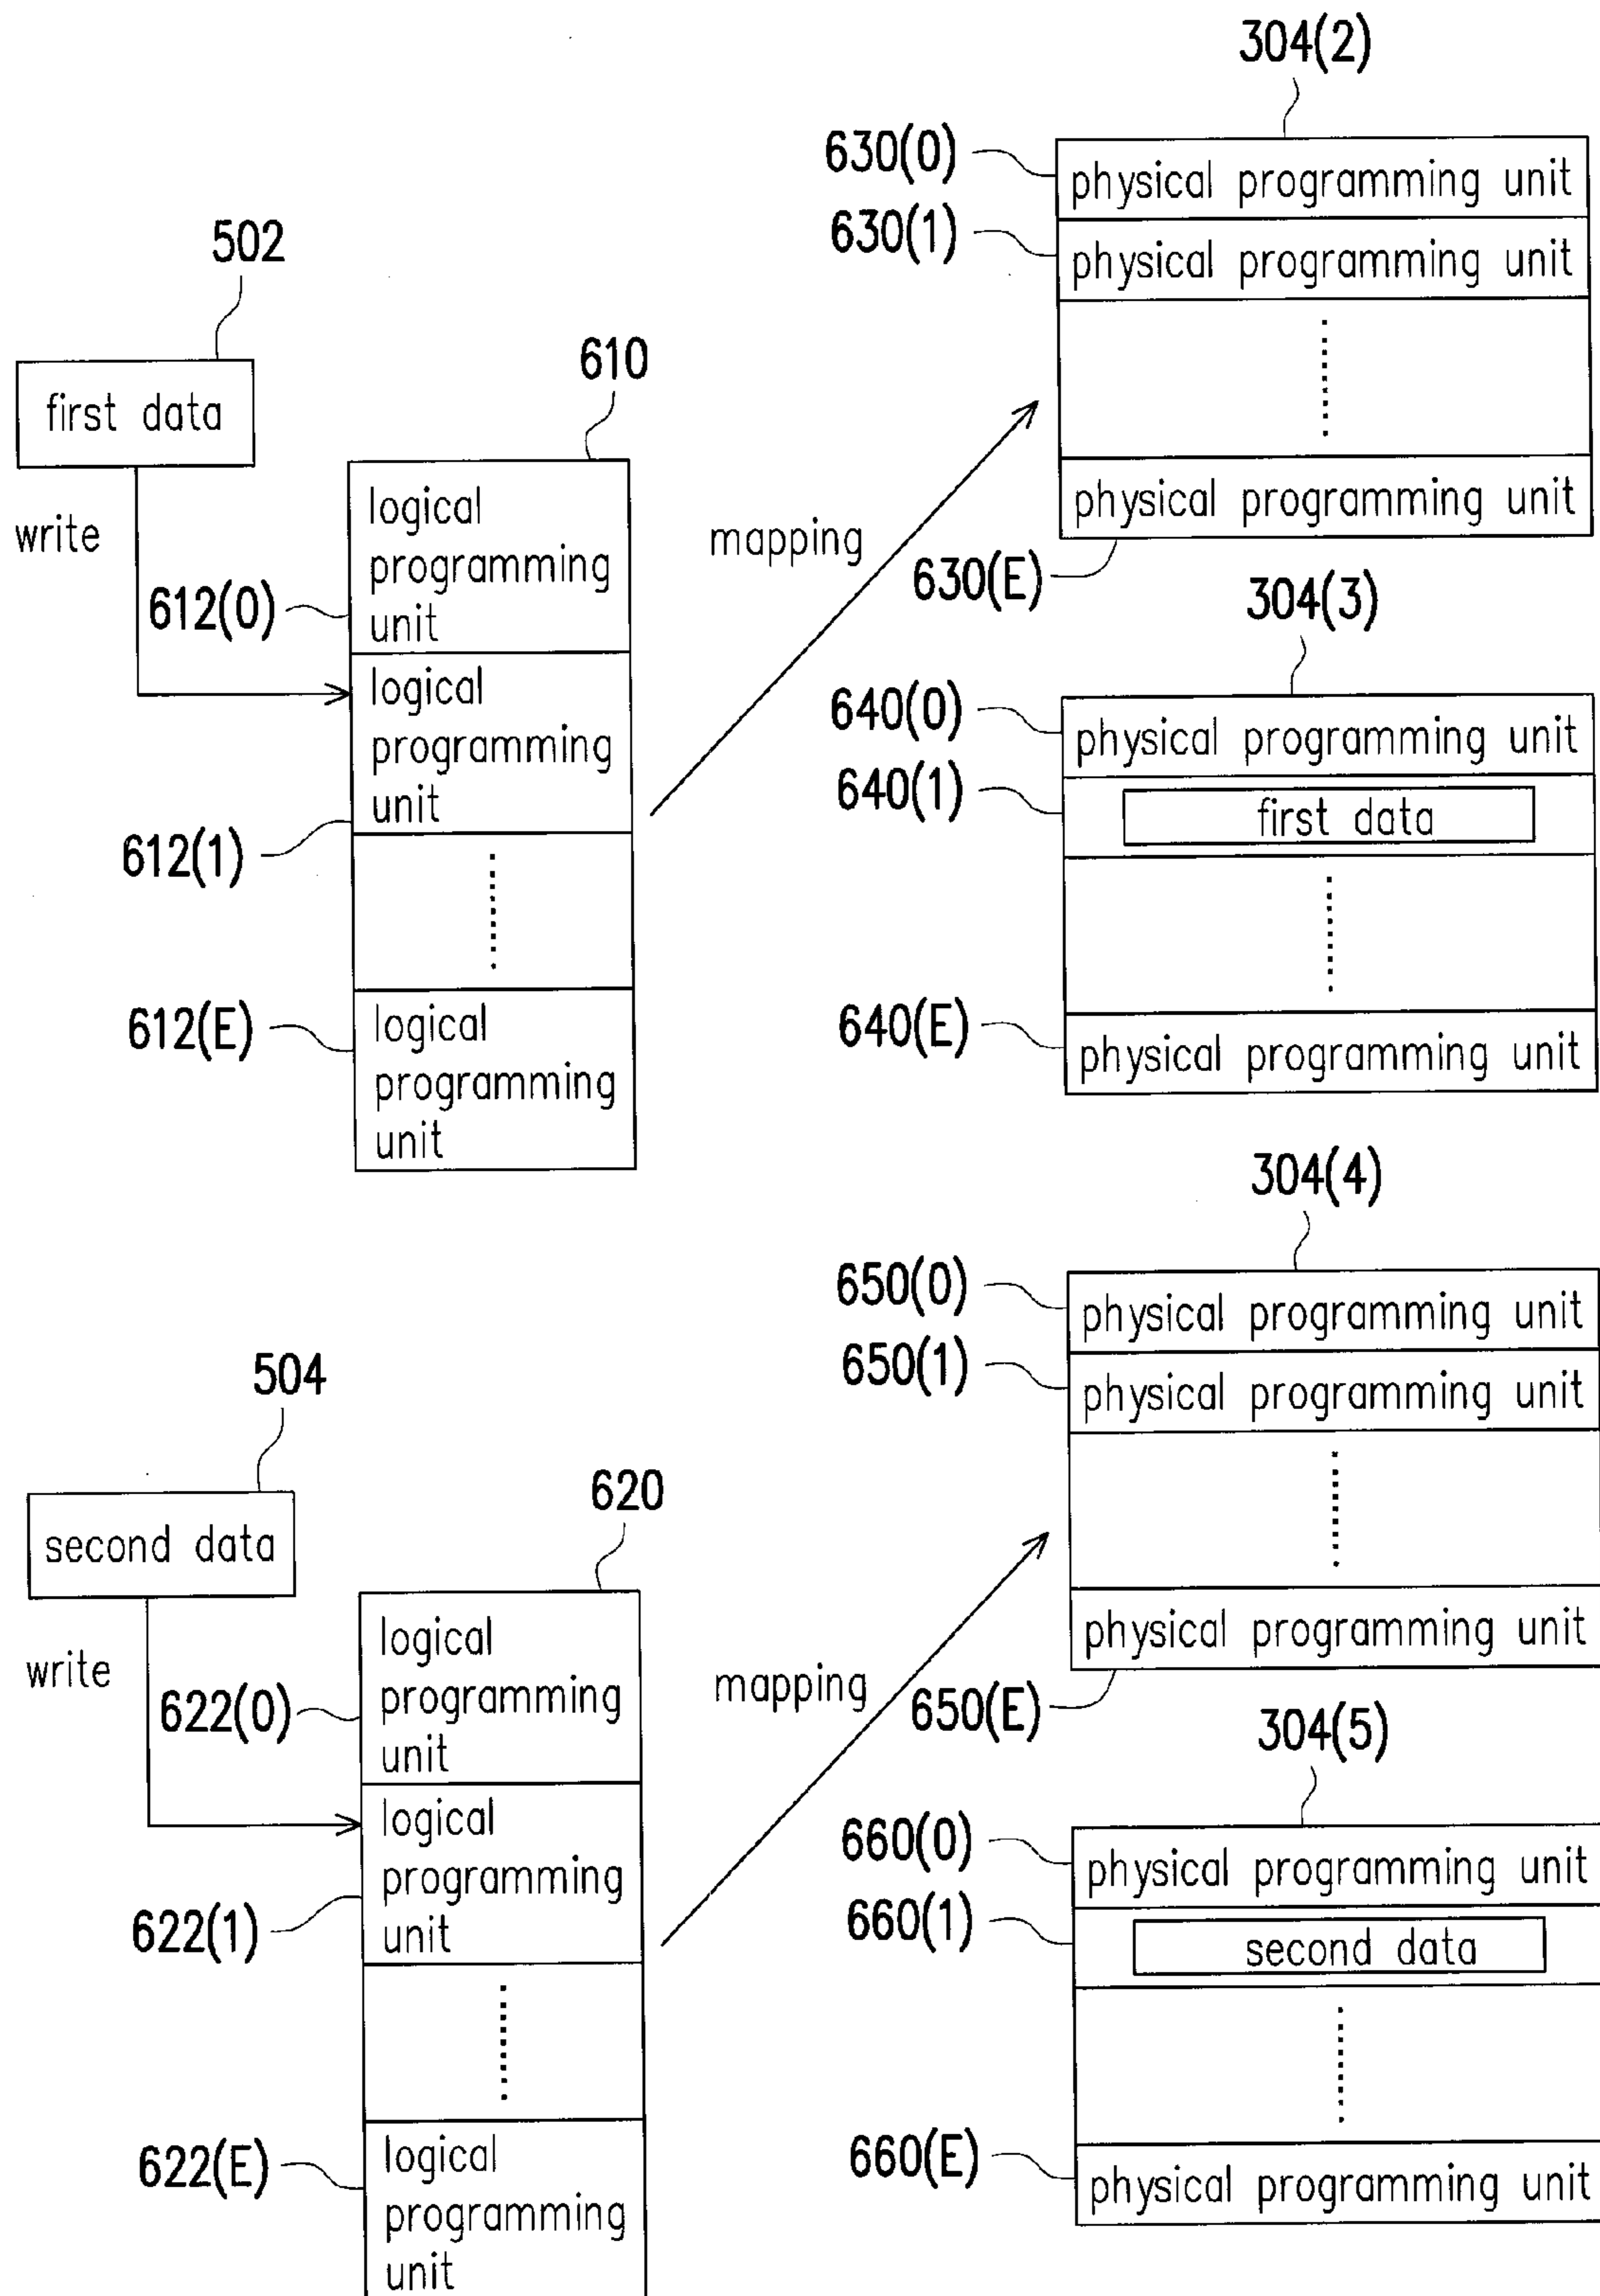 304(2)
630(0)
physical programming unit
630(1)
physical programming unit
502
first data
610
write
logical
programming
unit
mapping
physical programming unit
630(E)
612(0)
304(3)
logical
programming
unit
640(0)
physical programming unit
640(1)
first data
612(1)
612(E)
logical
programming
unit
640(E)
physical programming unit
304(4)
650(0)
physical programming unit
650(1)
physical programming unit
504
second data
620
write
logical
programming
unit
mapping
physical programming unit
650(E)
622(0)
304(5)
logical
programming
unit
660(0)
physical programming unit
660(1)
second data
622(1)
622(E)
logical
programming
unit
660(E)
physical programming unit